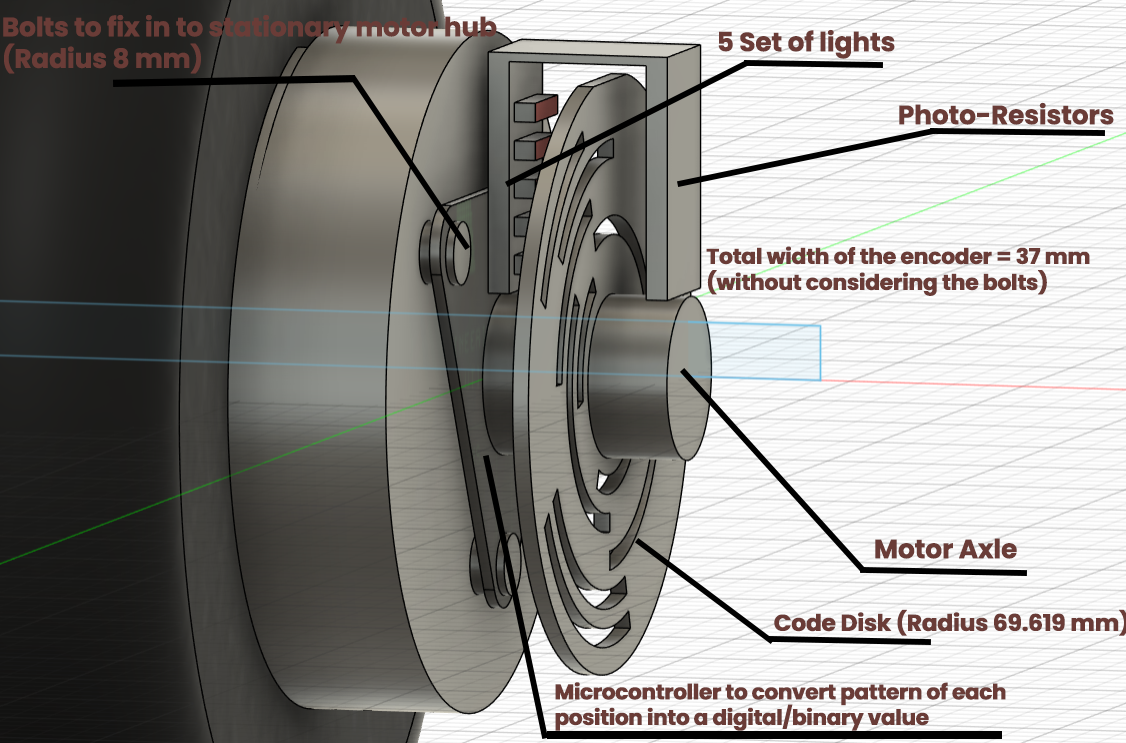 Bolts to fix in to stationary motor hub
(Radius 8 mm)
5 Set of lights
Photo-Resistors
Total width of the encoder = 37 mm
(without considering the bolts)
Motor Axle
Code Disk (Radius 69.619 mm)
Microcontroller to convert pattern of each
position into a digital/binary value